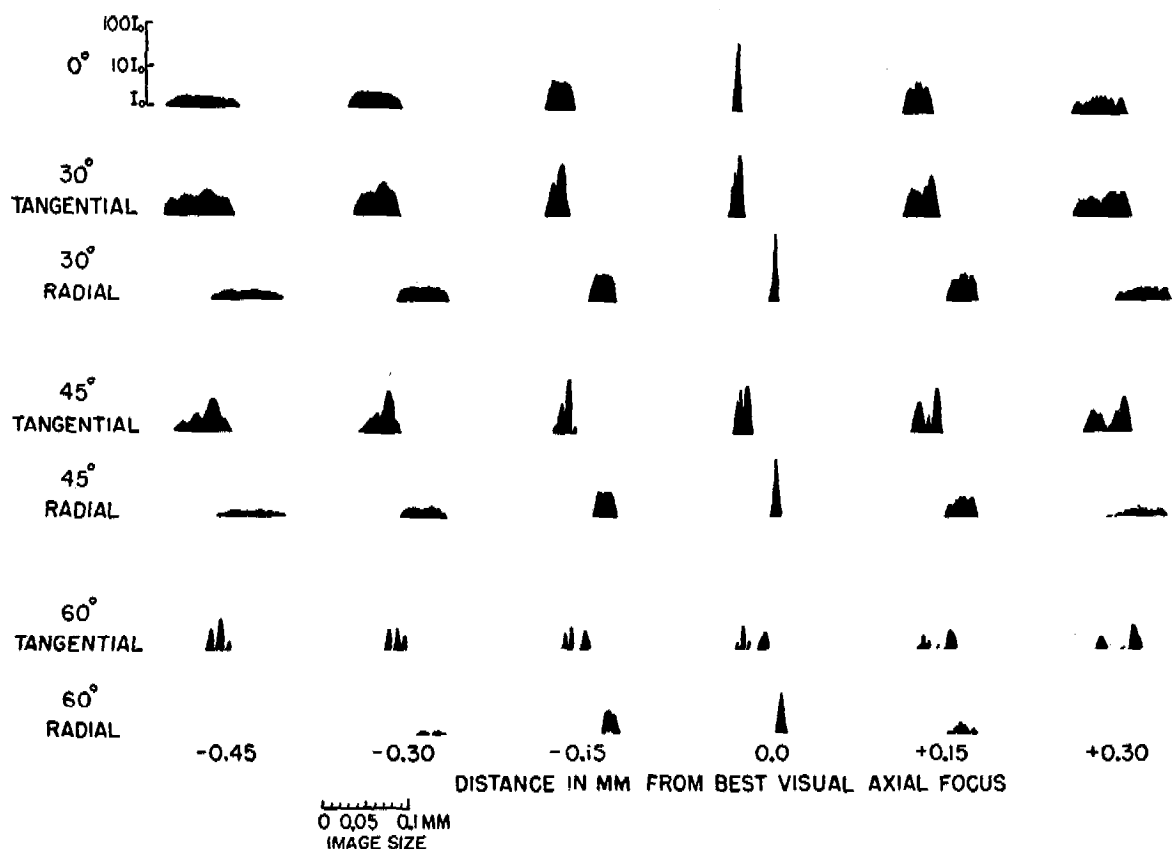 100I₀
0°
10I₀
I₀
30°
TANGENTIAL
30°
RADIAL
45°
TANGENTIAL
45°
RADIAL
60°
TANGENTIAL
60°
RADIAL
-0.45 -0.30 -0.15 0.0 +0.15 +0.30
DISTANCE IN MM FROM BEST VISUAL AXIAL FOCUS
0 0.05 0.1 MM
IMAGE SIZE